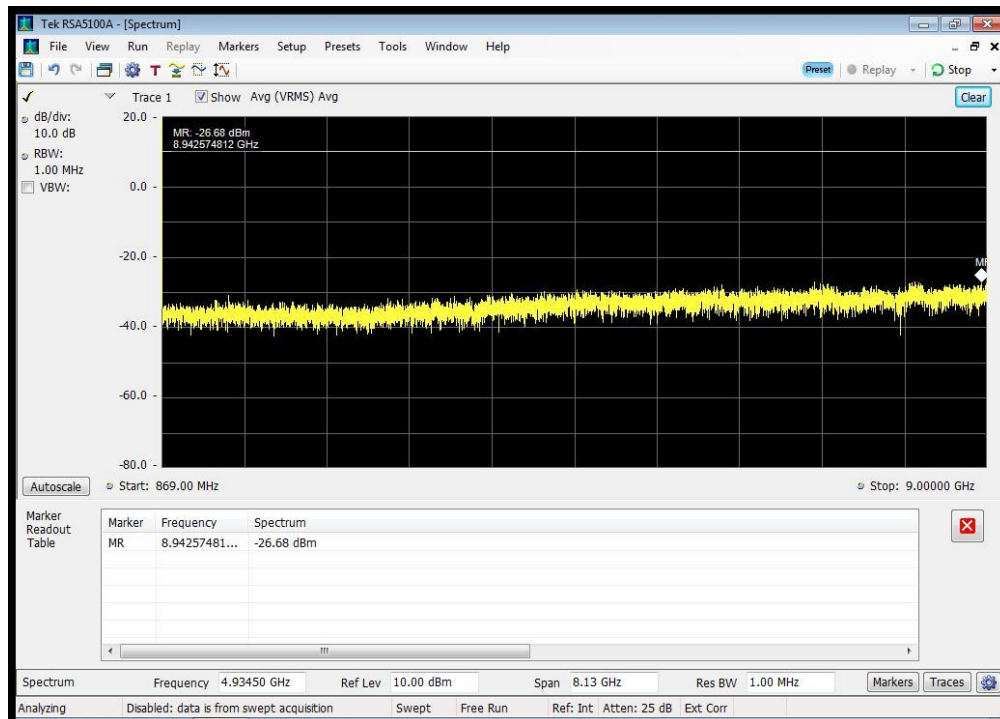 Tek RSA5100A - [Spectrum]
File View Run Replay Markers Setup Presets Tools Window Help
T Preset Replay Stop
Trace 1 Show Avg (VRMS) Avg Clear
dB/div:
10.0 dB
RBW:
1.00 MHz
VBW:
20.0
0.0
-20.0
-40.0
-60.0
-80.0
MR: -26.68 dBm
8.942574812 GHz
Autoscale Start: 869.00 MHz Stop: 9.00000 GHz
Marker
Readout
Table
Marker Frequency Spectrum
MR 8.94257481... -26.68 dBm
Spectrum Frequency 4.93450 GHz Ref Lev 10.00 dBm Span 8.13 GHz Res BW 1.00 MHz Markers Traces
Analyzing Disabled: data is from swept acquisition Swept Free Run Ref: Int Atten: 25 dB Ext Corr